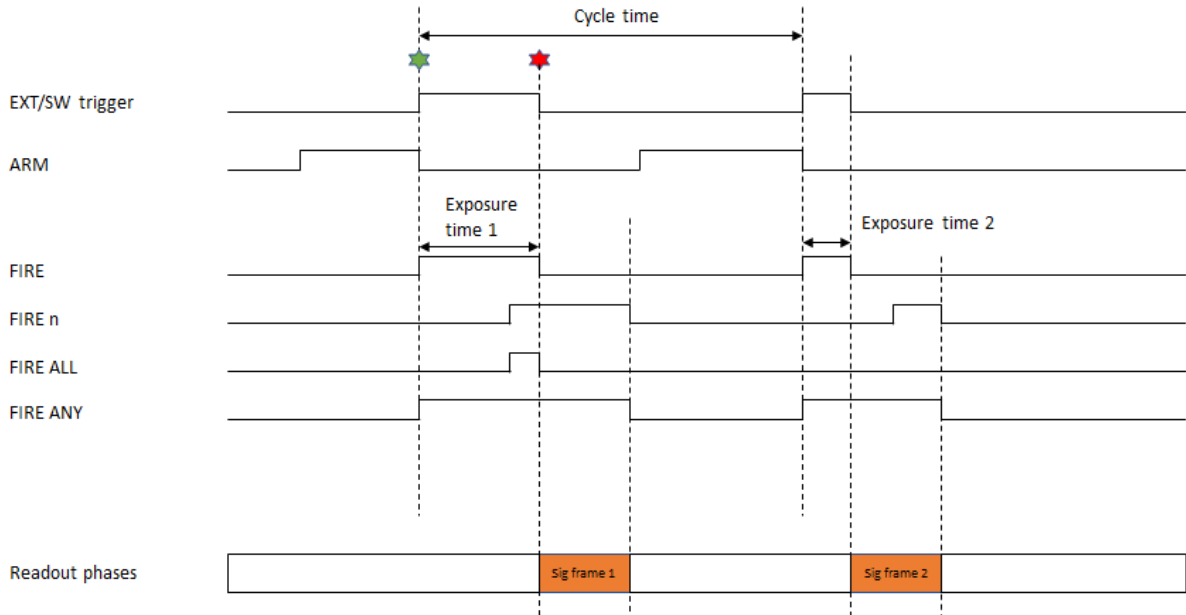 Cycle time
EXT/SW trigger
ARM
Exposure
time 1
Exposure time 2
FIRE
FIRE n
FIRE ALL
FIRE ANY
Readout phases
Sig frame 1
Sig frame 2